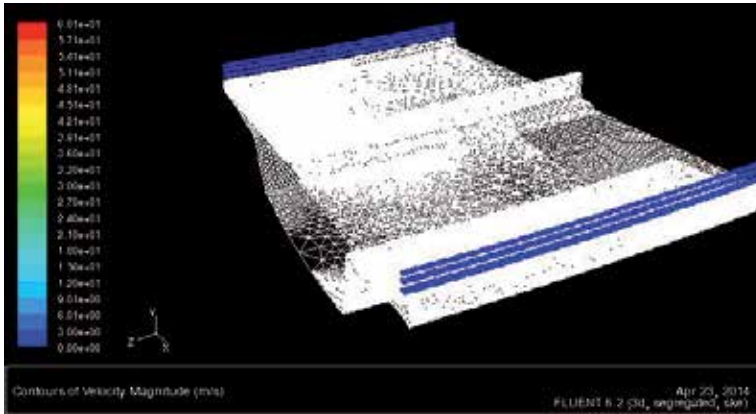 6.01e+01
5.71e+01
5.41e+01
5.11e+01
4.81e+01
4.51e+01
4.21e+01
3.91e+01
3.60e+01
3.30e+01
3.00e+01
2.70e+01
2.40e+01
2.10e+01
1.80e+01
1.50e+01
1.20e+01
9.01e+00
6.01e+00
3.00e+00
0.00e+00
Y
Z X
Contours of Velocity Magnitude (m/s)
Apr 23, 2014
FLUENT 6.2 (3d, segregated, ske)